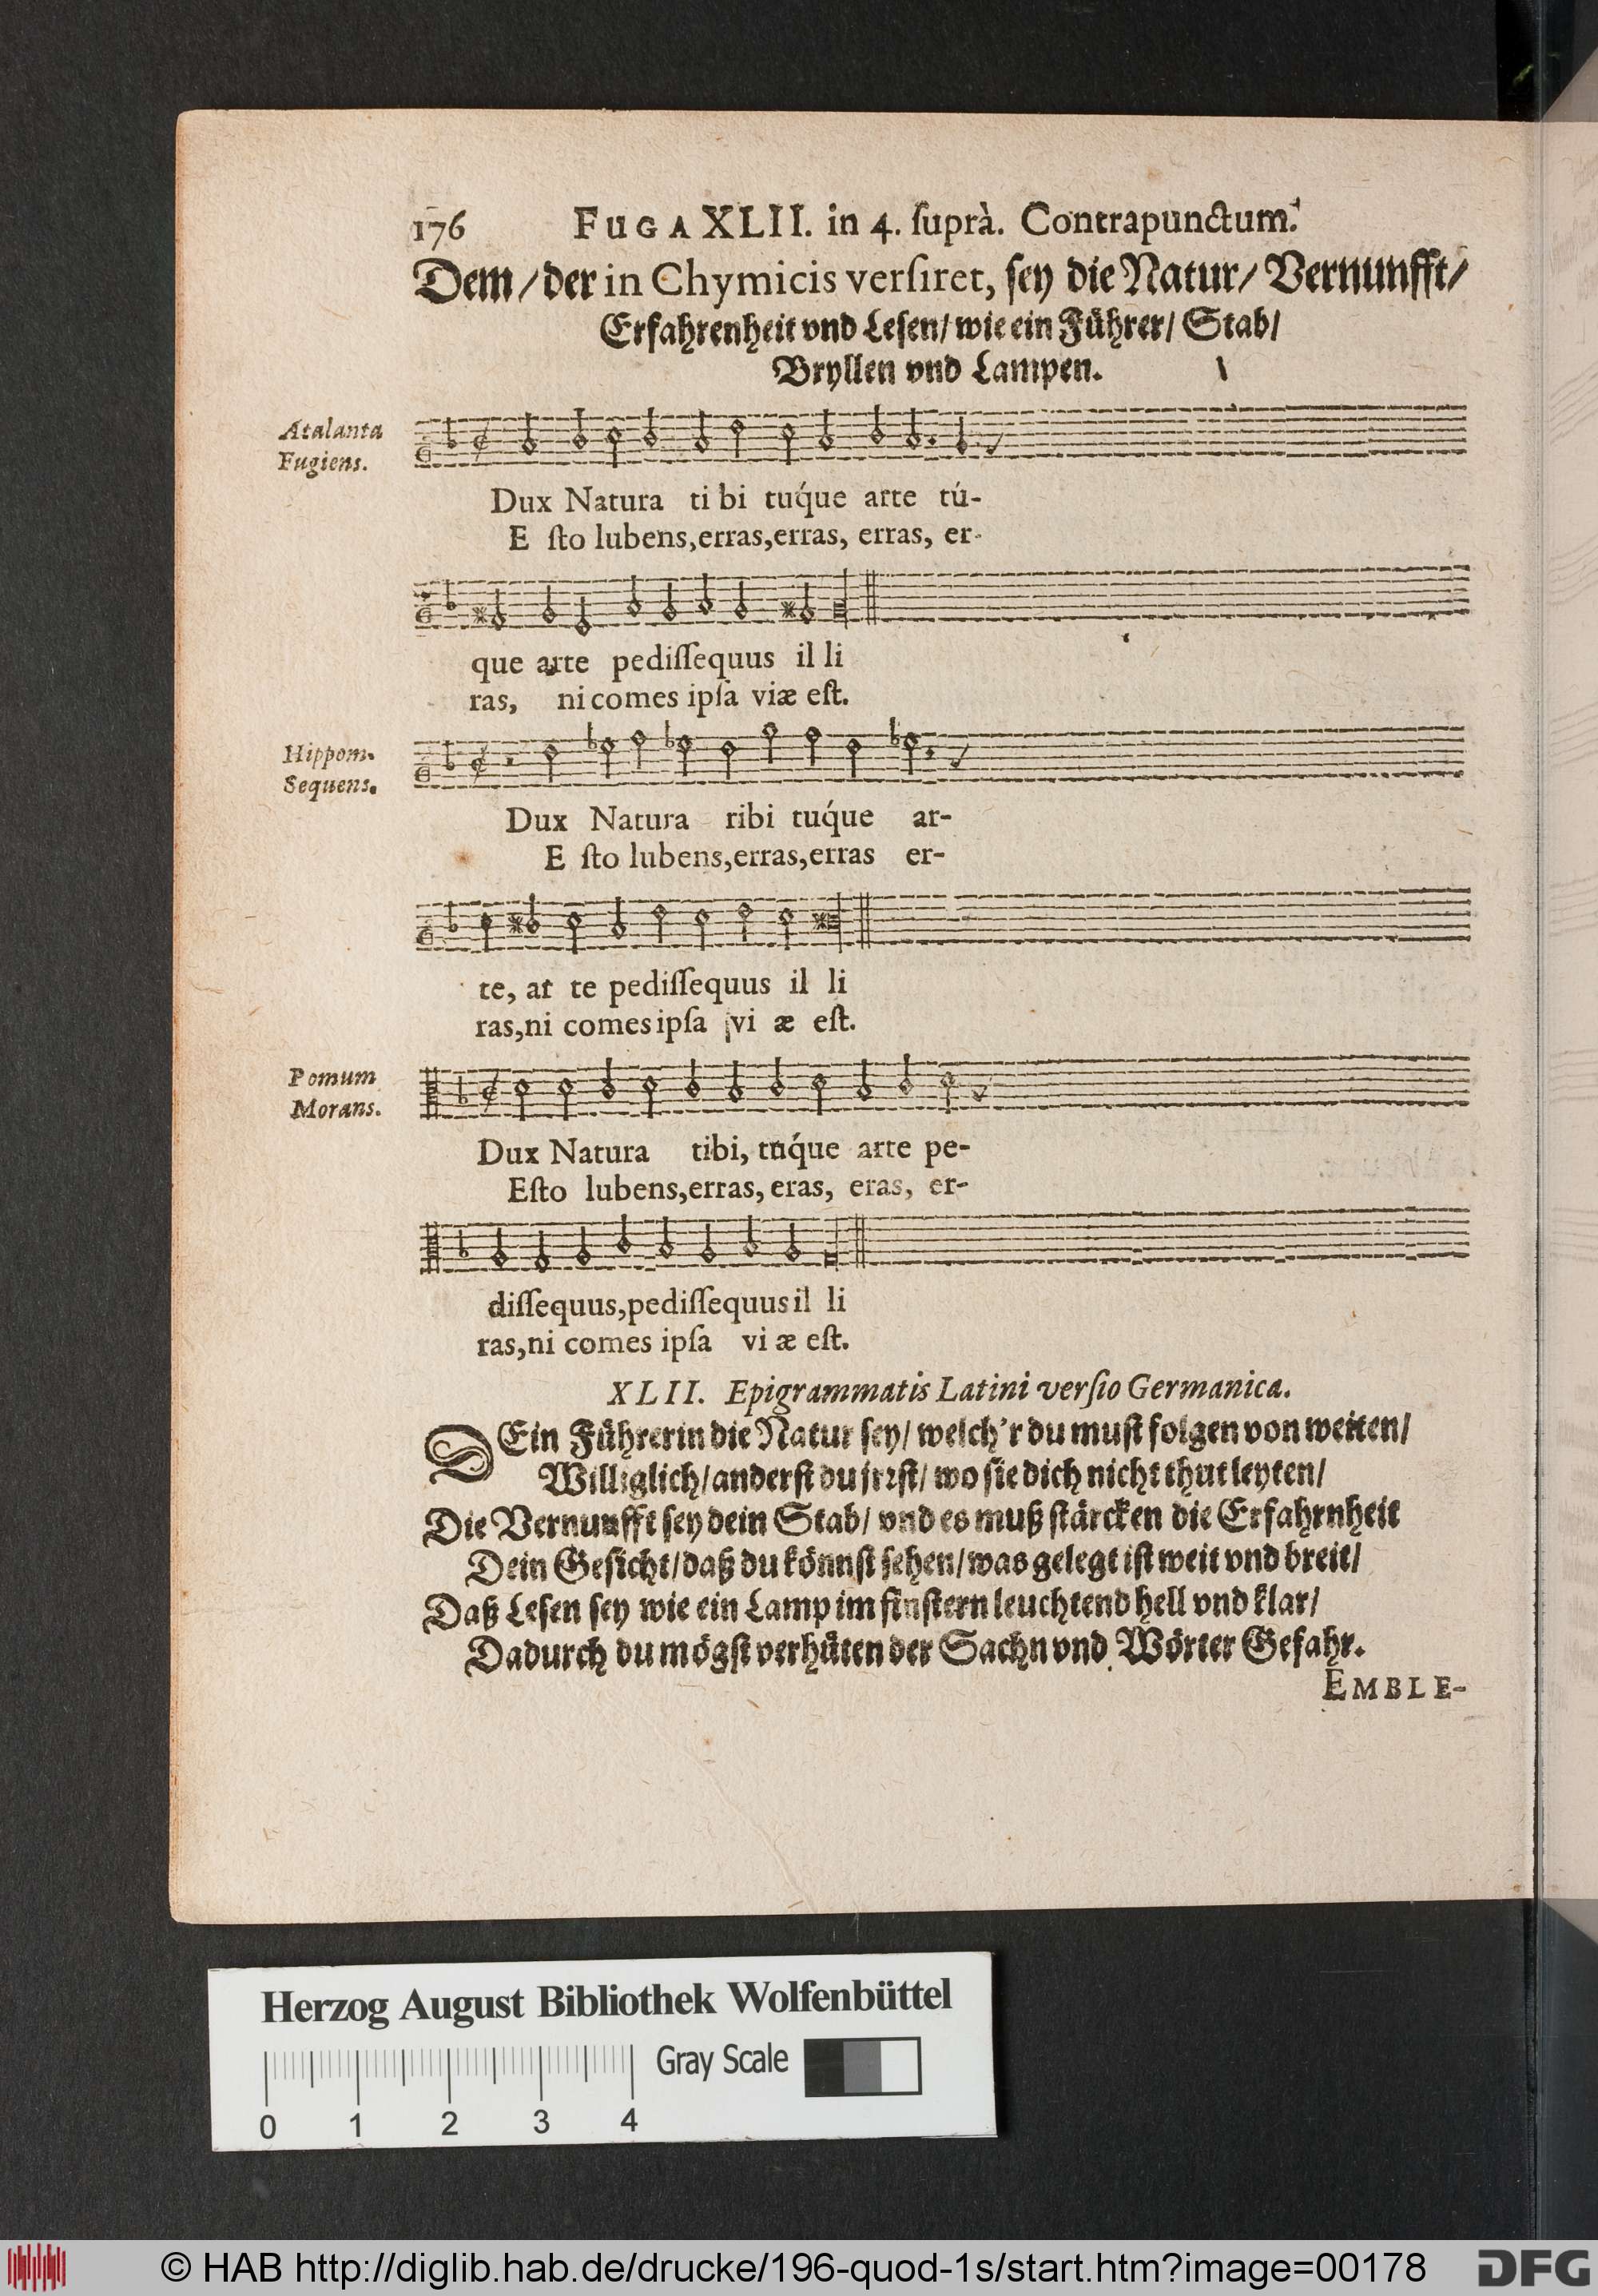 176 FUGA XLII. in 4. ſuprà. Contrapunctum.
Dem/ der in Chymicis verſiret, ſey die Natur/ Vernunfft/
Erfahrenheit vnd Leſen/ wie ein Führer/ Stab/
Bryllen vnd Lampen.
Atalanta
Fugiens.
Dux Natura ti bi tuq́ue arte tú-
E ſto lubens,erras,erras, erras, er-
que arte pediſſequus il li
ras, ni comes ipſa viæ eſt.
Hippom.
Sequens.
Dux Natura ribi tuq́ue ar-
E ſto lubens,erras,erras er-
te, at te pediſſequus il li
ras,ni comes ipſa vi æ eſt.
Pomum
Morans.
Dux Natura tibi, tuq́ue arte pe-
Eſto lubens,erras, eras, eras, er-
diſſequus,pediſſequus il li
ras,ni comes ipſa vi æ eſt.
XLII. Epigrammatis Latini verſio Germanica.
DEin Führerin die Natur ſey/ welch'r du muſt folgen von weiten/
Williglich/ anderſt du jrrſt/ wo ſie dich nicht thut leyten/
Die Vernunfft ſey dein Stab/ vnd es muß ſtärcken die Erfahrnheit
Dein Geſicht/ daß du könnſt ſehen/ was gelegt iſt weit vnd breit/
Daß Leſen ſey wie ein Lamp im finſtern leuchtend hell vnd klar/
Dadurch du mögſt verhüten der Sachn vnd Wörter Gefahr.
EMBLE-
Herzog August Bibliothek Wolfenbüttel
Gray Scale
0 1 2 3 4
© HAB http://diglib.hab.de/drucke/196-quod-1s/start.htm?image=00178
DFG